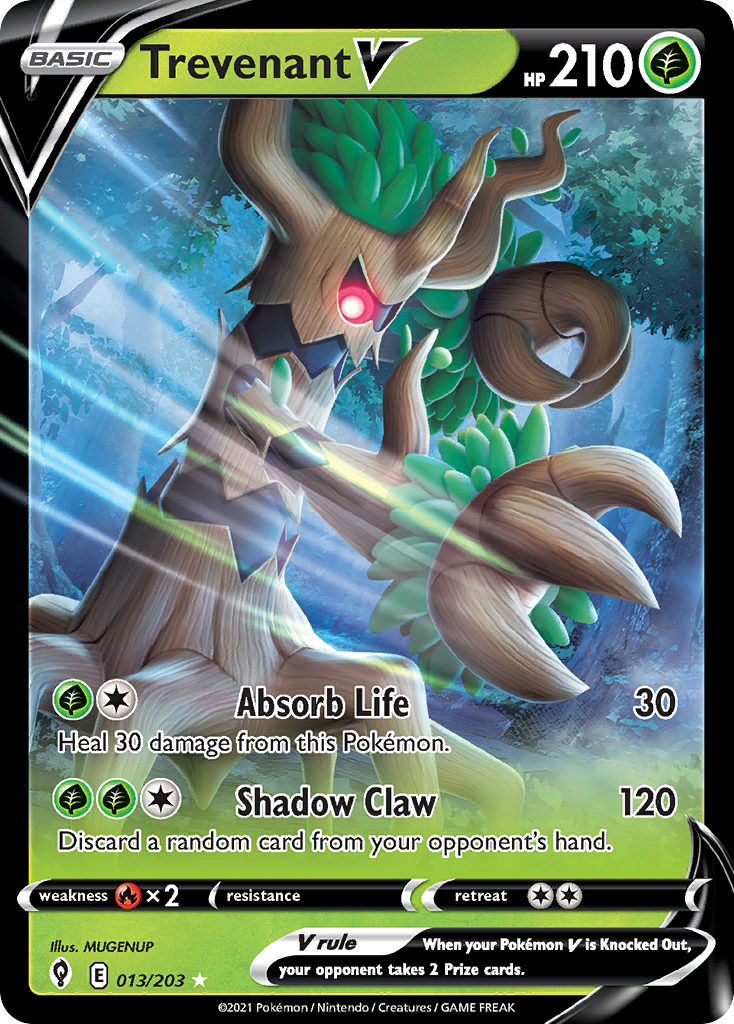 BASIC Trevenant V HP 210
Absorb Life 30
Heal 30 damage from this Pokémon.
Shadow Claw 120
Discard a random card from your opponent's hand.
weakness ×2 resistance retreat
Illus. MUGENUP
V rule When your Pokémon V is Knocked Out,
your opponent takes 2 Prize cards.
E 013/203
©2021 Pokémon / Nintendo / Creatures / GAME FREAK